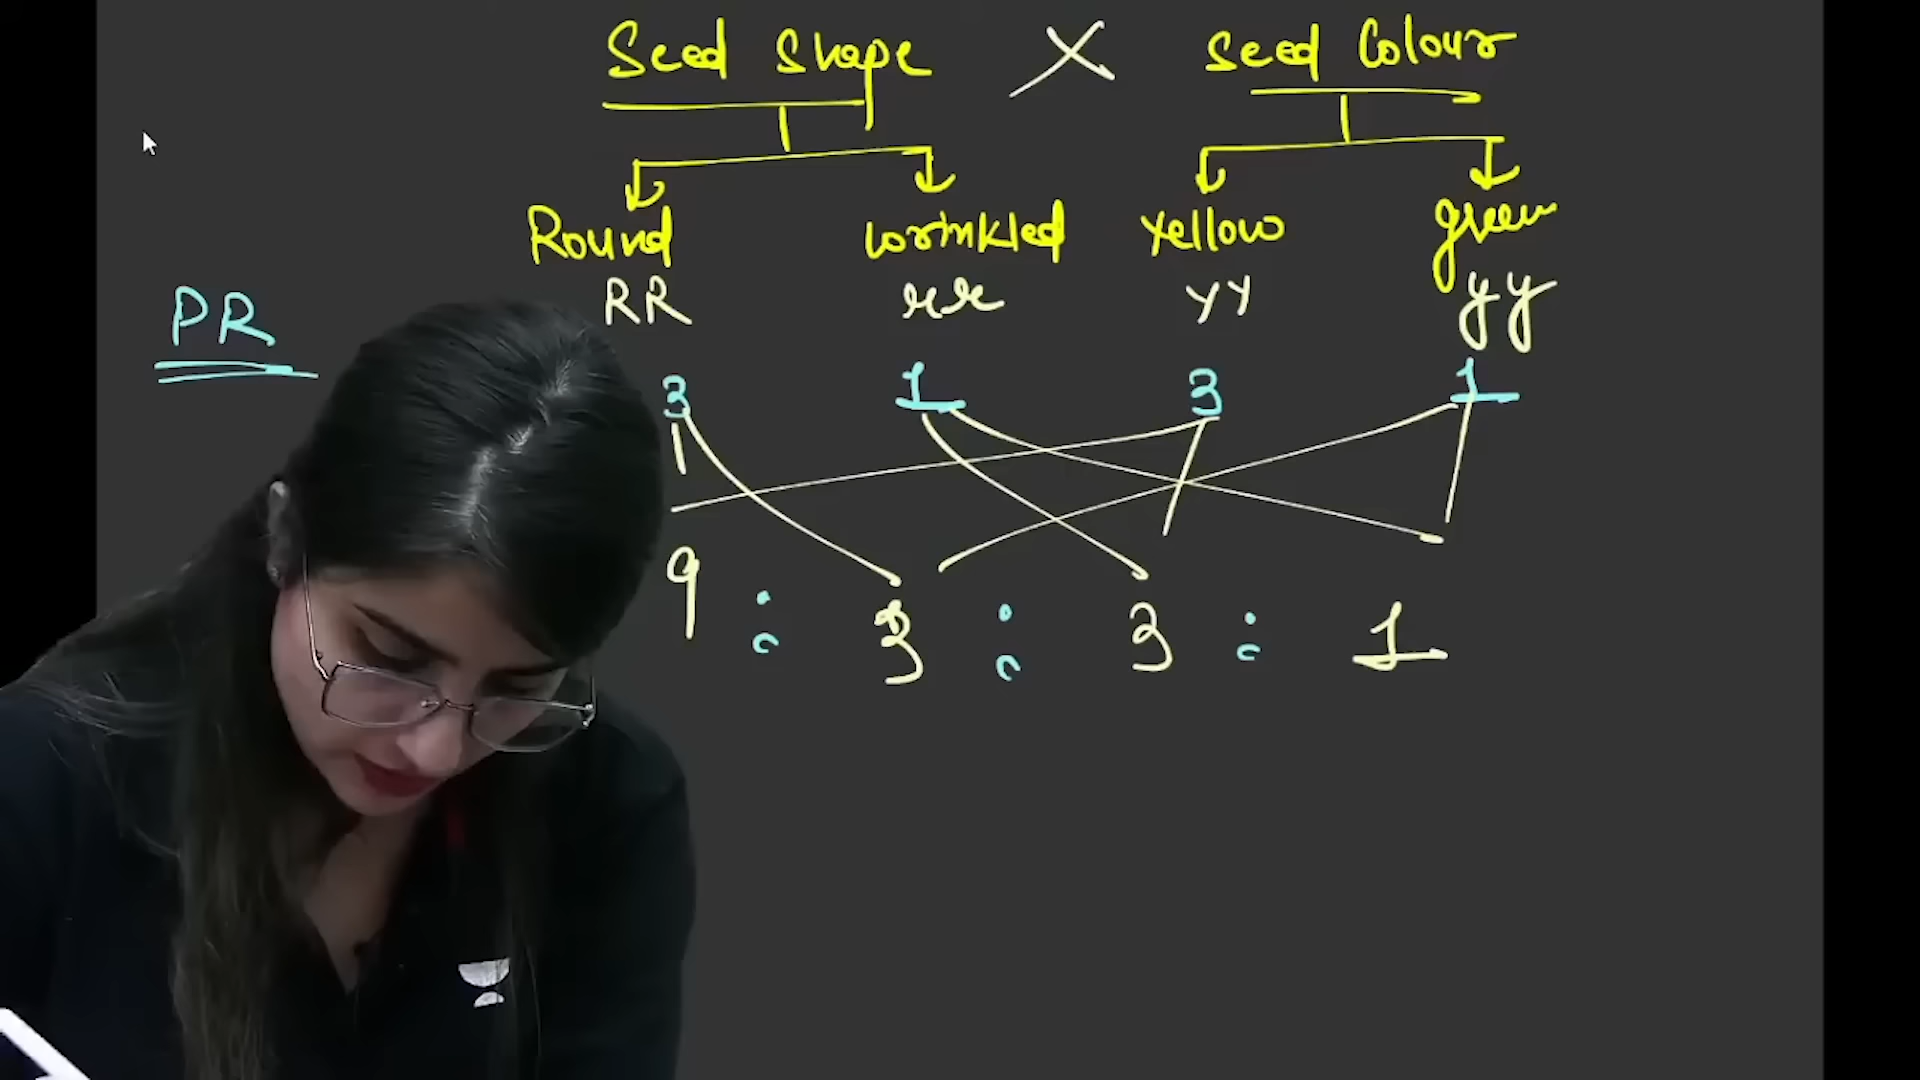 Seed Shape X Seed Colour
Round wrinkled Yellow green
RR rr YY yy
PR
3 1 3 1
9 : 3 : 3 : 1